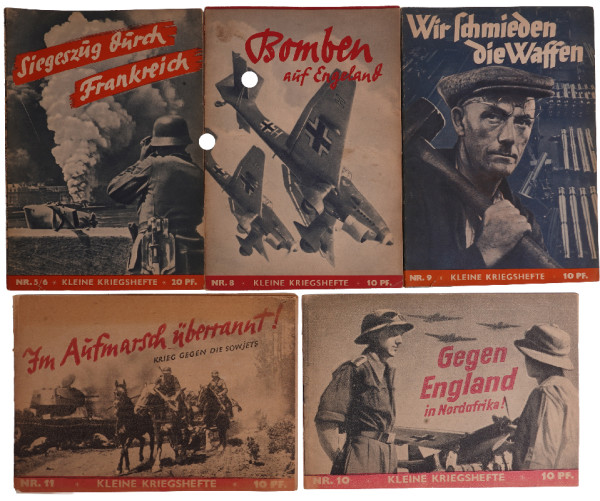 Siegeszug durch
Frankreich
NR. 5/6 • KLEINE KRIEGSHEFTE • 20 PF.
Bomben
auf Engeland
NR. 8 • KLEINE KRIEGSHEFTE • 10 PF.
Wir schmieden
die Waffen
NR. 9 • KLEINE KRIEGSHEFTE • 10 PF.
Im Aufmarsch überrannt!
KRIEG GEGEN DIE SOWJETS
NR. 11 KLEINE KRIEGSHEFTE • 10 PF.
Gegen
England
in Nordafrika!
NR. 10 • KLEINE KRIEGSHEFTE • 10 PF.